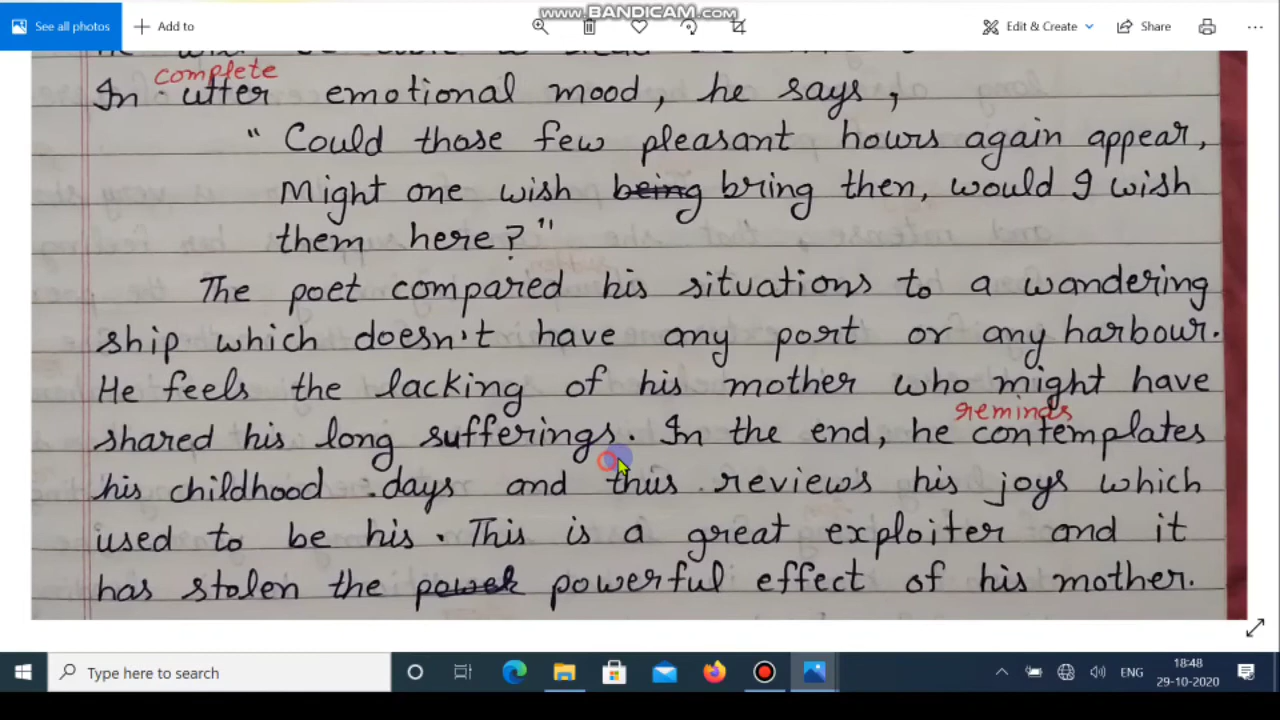 www.BANDICAM.com
See all photos
Add to
Edit & Create
Share
complete
In utter emotional mood, he says,
" Could those few pleasant hours again appear,
Might one wish being bring then, would I wish
them here?"
The poet compared his situations to a wandering
ship which doesn't have any port or any harbour.
He feels the lacking of his mother who might have
reminds
shared his long sufferings. In the end, he contemplates
his childhood days and thus reviews his joys which
used to be his. This is a great exploiter and it
has stolen the powerful effect of his mother.
Type here to search
ENG
18:48
29-10-2020